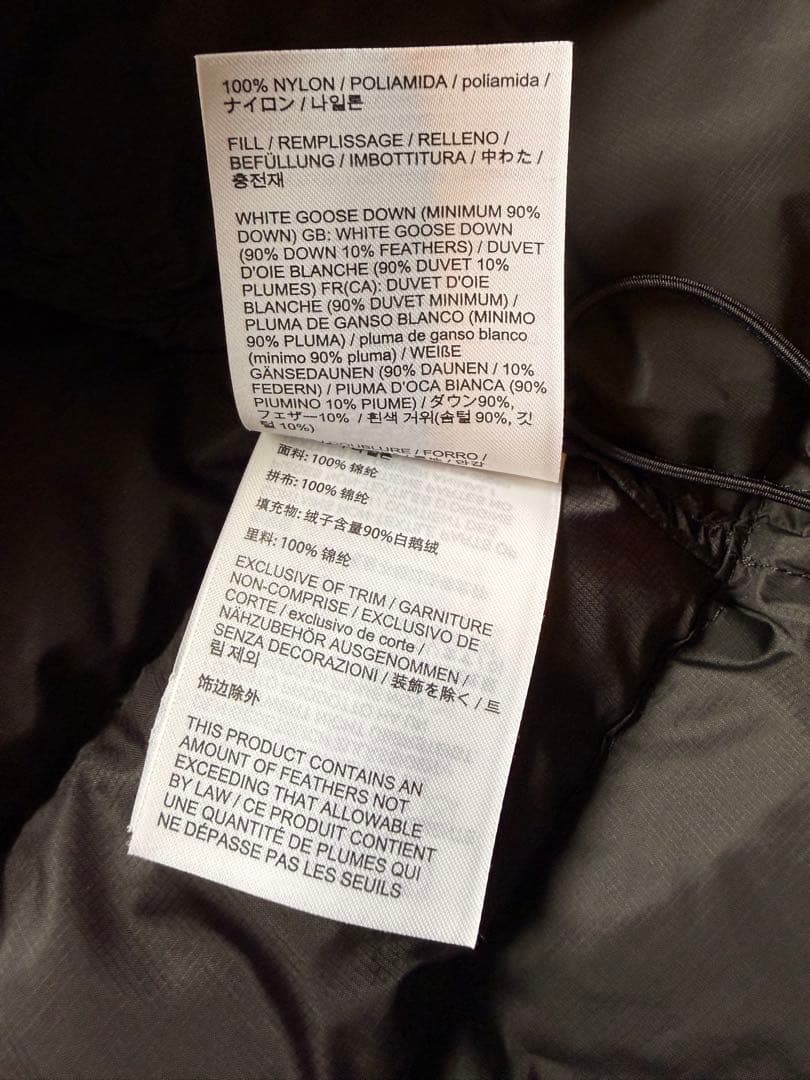 100% NYLON / POLIAMIDA / poliamida /
ナイロン / 나일론
FILL / REMPLISSAGE / RELLENO /
BEFÜLLUNG / IMBOTTITURA / 中わた /
충전재
WHITE GOOSE DOWN (MINIMUM 90%
DOWN) GB: WHITE GOOSE DOWN
(90% DOWN 10% FEATHERS) / DUVET
D'OIE BLANCHE (90% DUVET 10%
PLUMES) FR(CA): DUVET D'OIE
BLANCHE (90% DUVET MINIMUM) /
PLUMA DE GANSO BLANCO (MINIMO
90% PLUMA) / pluma de ganso blanco
(minimo 90% pluma) / WEIßE
GÄNSEDAUNEN (90% DAUNEN / 10%
FEDERN) / PIUMA D'OCA BIANCA (90%
PIUMINO 10% PIUME) / ダウン90%,
フェザー10% / 흰색 거위(솜털 90%, 깃
털 10%)
/ FORRO /
面料: 100% 锦纶
拼布: 100% 锦纶
填充物: 绒子含量90%白鹅绒
里料: 100% 锦纶
EXCLUSIVE OF TRIM / GARNITURE
NON-COMPRISE / EXCLUSIVO DE
CORTE / exclusivo de corte /
NÄHZUBEHÖR AUSGENOMMEN /
SENZA DECORAZIONI / 装飾を除く / 트
림 제외
饰边除外
THIS PRODUCT CONTAINS AN
AMOUNT OF FEATHERS NOT
EXCEEDING THAT ALLOWABLE
BY LAW / CE PRODUIT CONTIENT
UNE QUANTITÉ DE PLUMES QUI
NE DÉPASSE PAS LES SEUILS